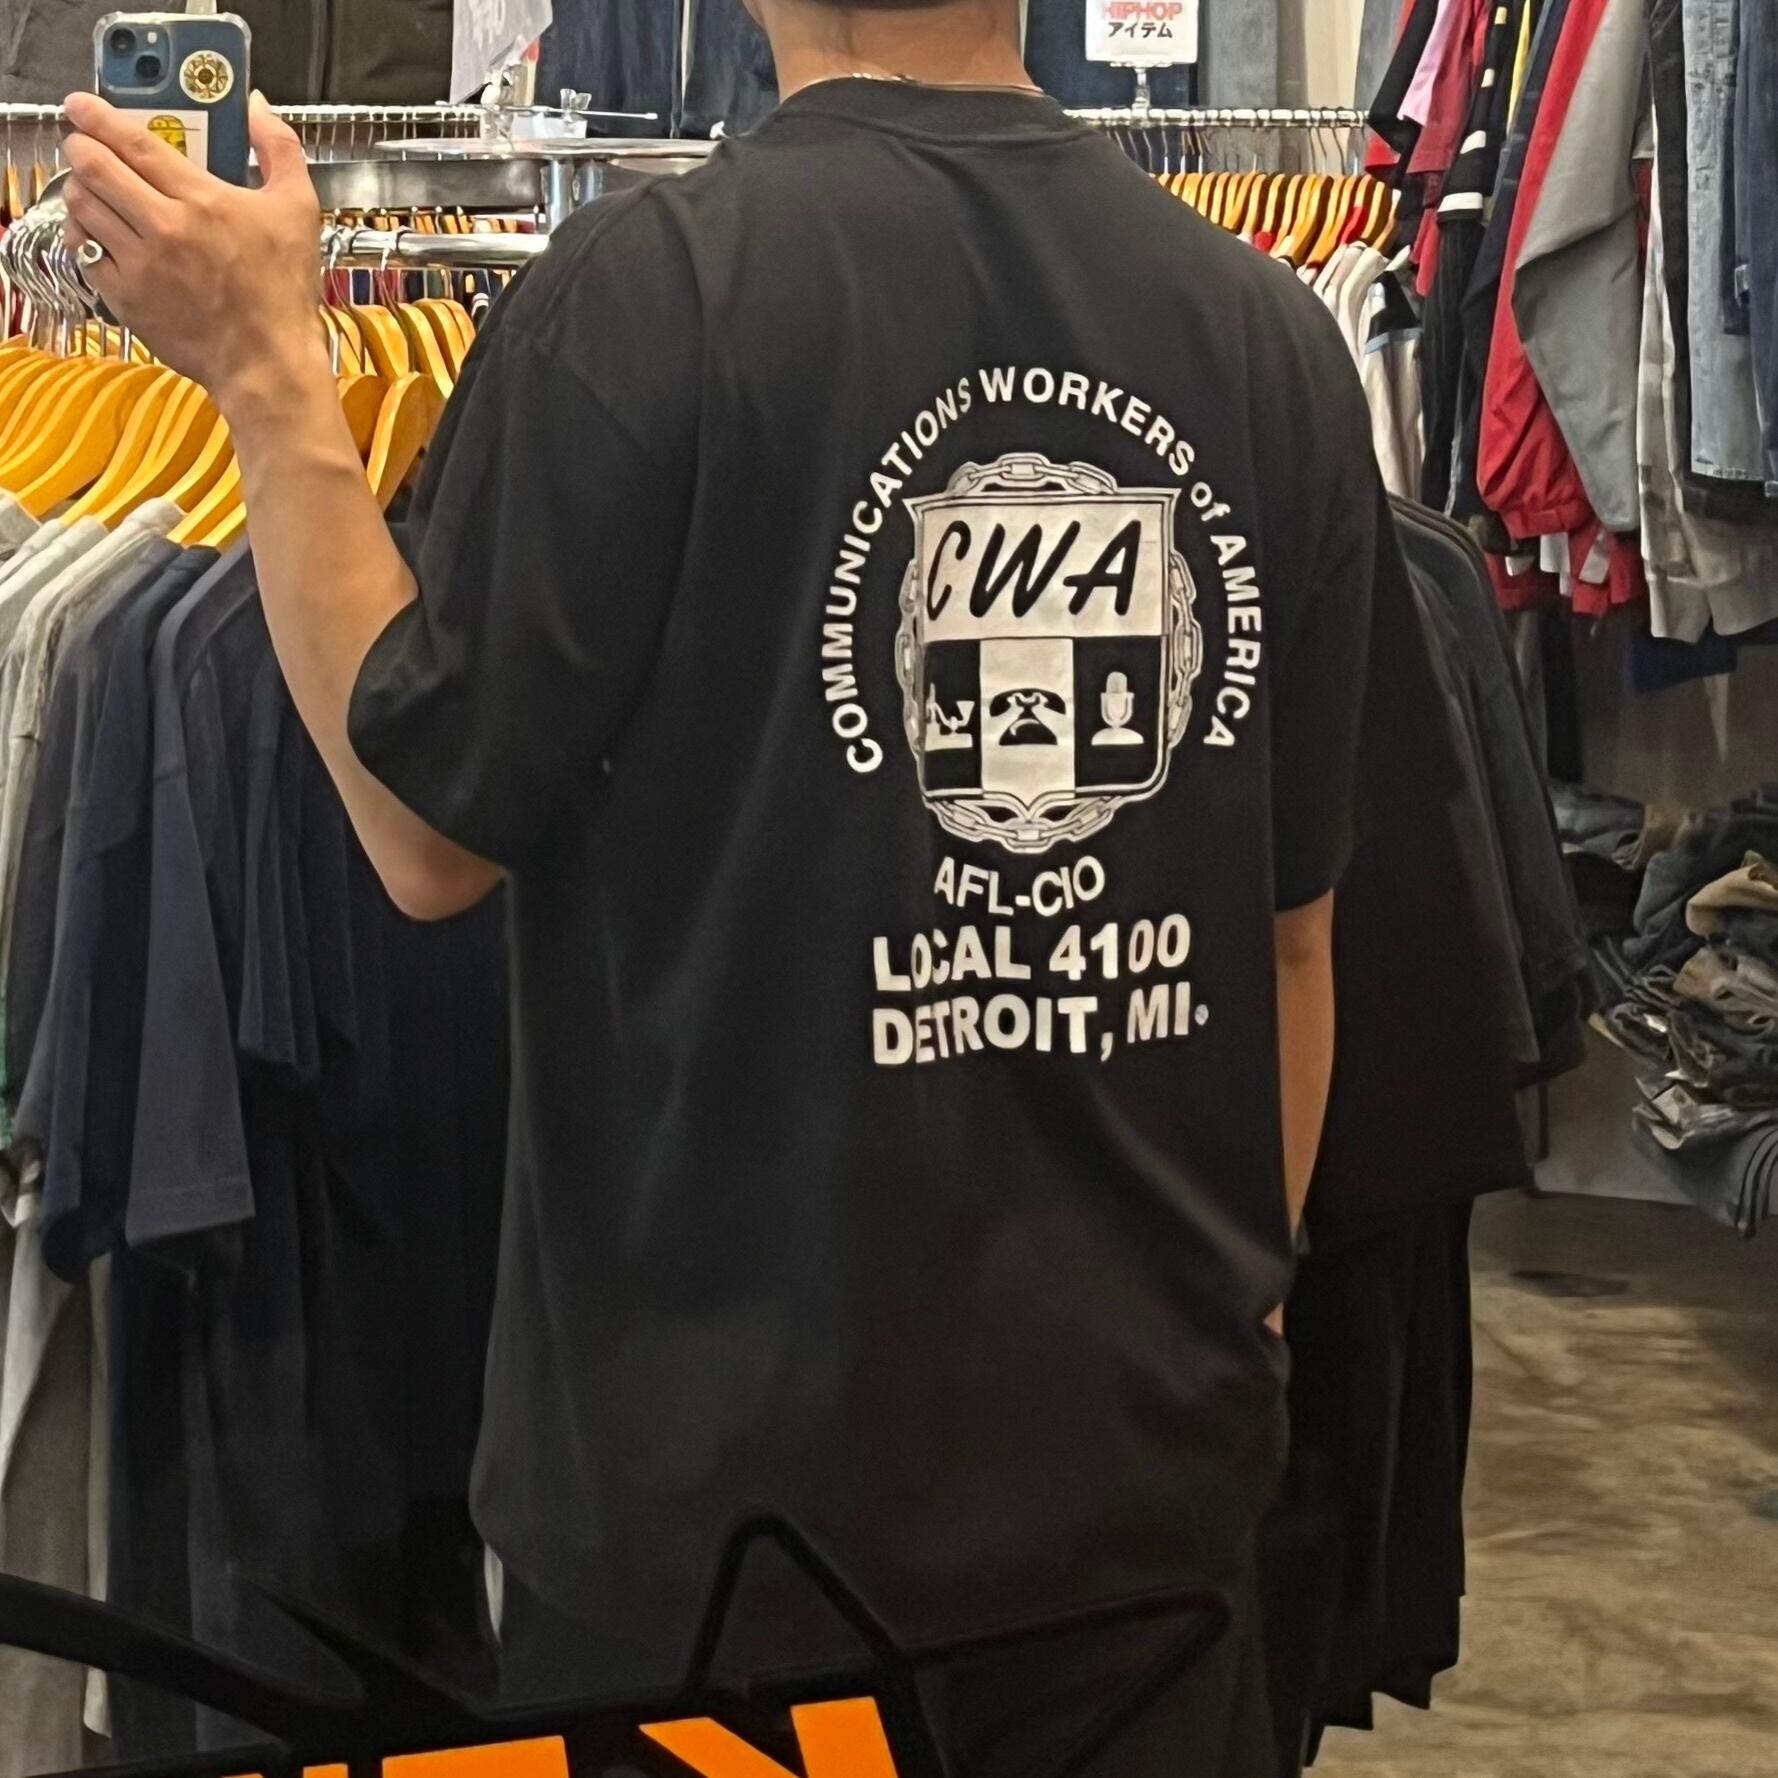 HIPHOP
アイテム
COMMUNICATIONS WORKERS of AMERICA
CWA
AFL-CIO
LOCAL 4100
DETROIT, MI.